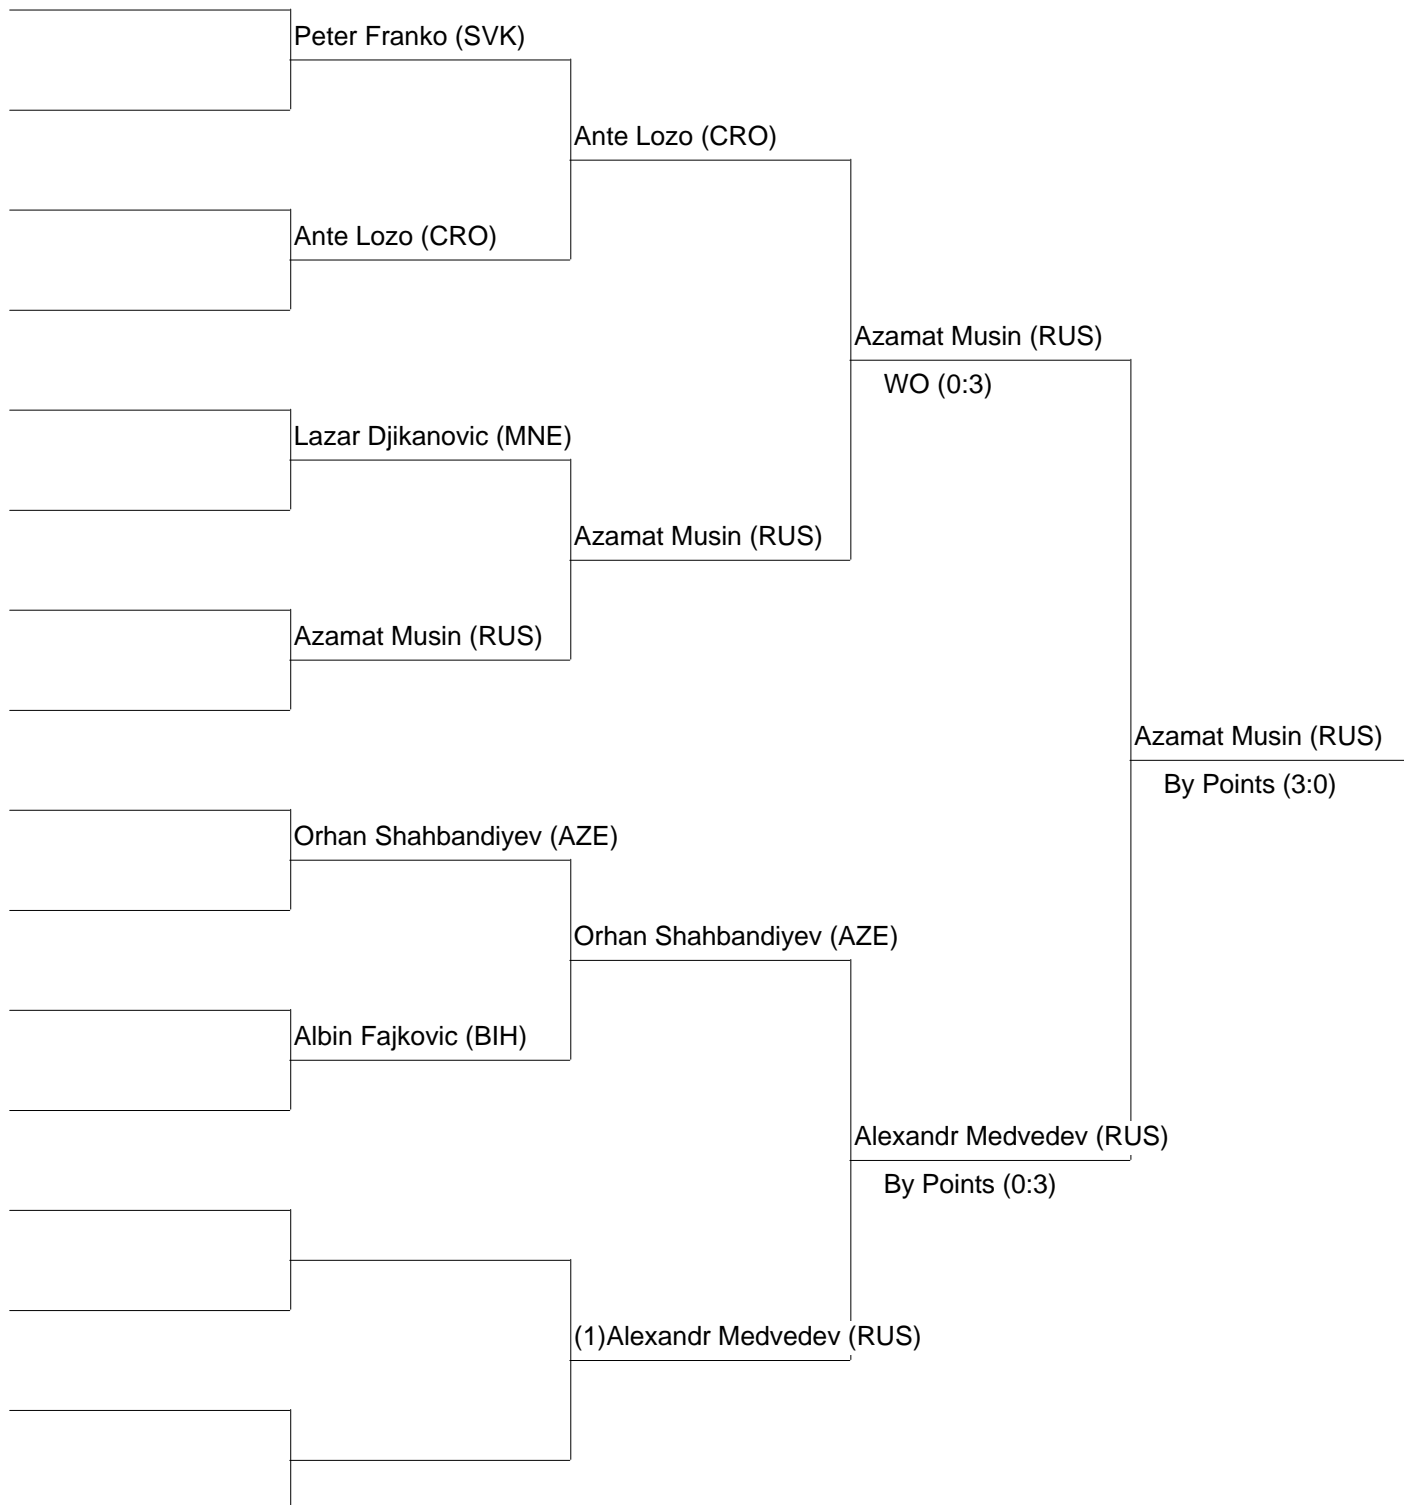 Peter Franko (SVK)
Ante Lozo (CRO)
Ante Lozo (CRO)
Azamat Musin (RUS)
WO (0:3)
Lazar Djikanovic (MNE)
Azamat Musin (RUS)
Azamat Musin (RUS)
Azamat Musin (RUS)
By Points (3:0)
Orhan Shahbandiyev (AZE)
Orhan Shahbandiyev (AZE)
Albin Fajkovic (BIH)
Alexandr Medvedev (RUS)
By Points (0:3)
(1)Alexandr Medvedev (RUS)